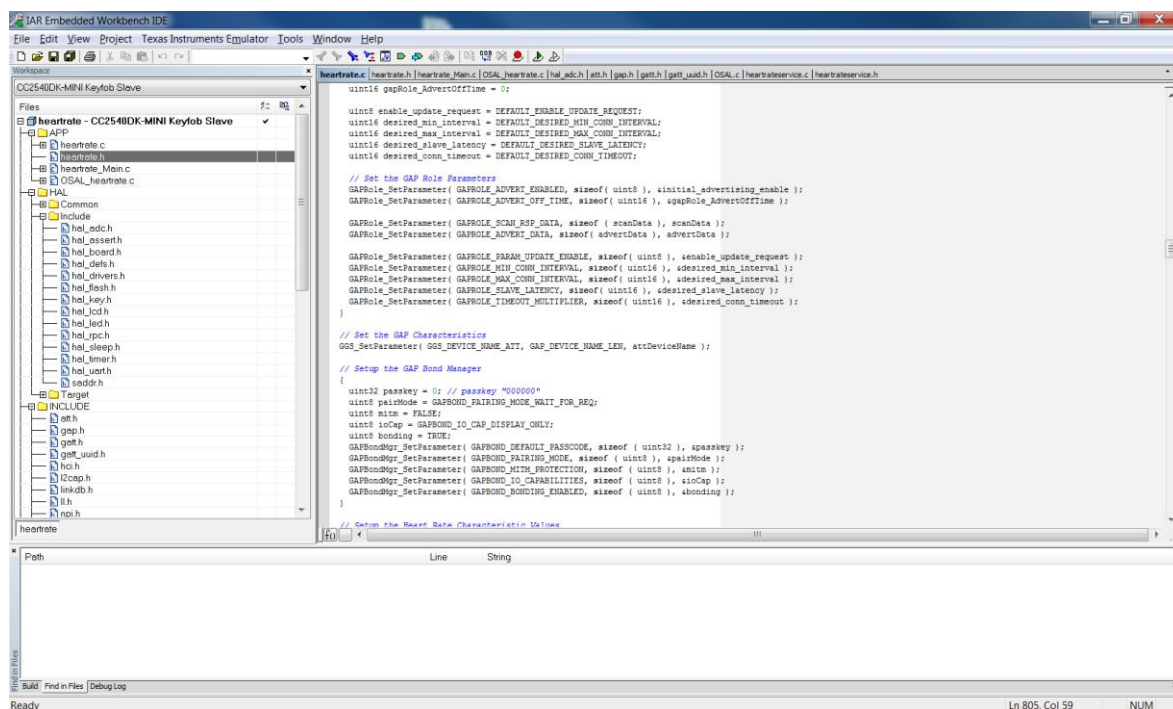 IAR Embedded Workbench IDE
File Edit View Project Texas Instruments Emulator Tools Window Help
Workspace
CC2540DK-MINI Keyfob Slave
Files
heartrate - CC2540DK-MINI Keyfob Slave
APP
heartrate.c
heartrate.h
heartrate_Main.c
OSAL_heartrate.c
HAL
Common
Include
hal_adc.h
hal_assert.h
hal_board.h
hal_defs.h
hal_drivers.h
hal_flash.h
hal_key.h
hal_lcd.h
hal_led.h
hal_rpc.h
hal_sleep.h
hal_timer.h
hal_uart.h
saddr.h
Target
INCLUDE
att.h
gap.h
gatt.h
gatt_uuid.h
hci.h
l2cap.h
linkdb.h
ll.h
npi.h
heartrate
heartrate.c | heartrate.h | heartrate_Main.c | OSAL_heartrate.c | hal_adc.h | att.h | gap.h | gatt.h | gatt_uuid.h | OSAL.c | heartrateservice.c | heartrateservice.h
uint16 gapRole_AdvertOffTime = 0;
uint8 enable_update_request = DEFAULT_ENABLE_UPDATE_REQUEST;
uint16 desired_min_interval = DEFAULT_DESIRED_MIN_CONN_INTERVAL;
uint16 desired_max_interval = DEFAULT_DESIRED_MAX_CONN_INTERVAL;
uint16 desired_slave_latency = DEFAULT_DESIRED_SLAVE_LATENCY;
uint16 desired_conn_timeout = DEFAULT_DESIRED_CONN_TIMEOUT;
// Set the GAP Role Parameters
GAPRole_SetParameter( GAPROLE_ADVERT_ENABLED, sizeof( uint8 ), &initial_advertising_enable );
GAPRole_SetParameter( GAPROLE_ADVERT_OFF_TIME, sizeof( uint16 ), &gapRole_AdvertOffTime );
GAPRole_SetParameter( GAPROLE_SCAN_RSP_DATA, sizeof ( scanData ), scanData );
GAPRole_SetParameter( GAPROLE_ADVERT_DATA, sizeof( advertData ), advertData );
GAPRole_SetParameter( GAPROLE_PARAM_UPDATE_ENABLE, sizeof( uint8 ), &enable_update_request );
GAPRole_SetParameter( GAPROLE_MIN_CONN_INTERVAL, sizeof( uint16 ), &desired_min_interval );
GAPRole_SetParameter( GAPROLE_MAX_CONN_INTERVAL, sizeof( uint16 ), &desired_max_interval );
GAPRole_SetParameter( GAPROLE_SLAVE_LATENCY, sizeof( uint16 ), &desired_slave_latency );
GAPRole_SetParameter( GAPROLE_TIMEOUT_MULTIPLIER, sizeof( uint16 ), &desired_conn_timeout );
}
// Set the GAP Characteristics
GGS_SetParameter( GGS_DEVICE_NAME_ATT, GAP_DEVICE_NAME_LEN, attDeviceName );
// Setup the GAP Bond Manager
{
uint32 passkey = 0; // passkey "000000"
uint8 pairMode = GAPBOND_PAIRING_MODE_WAIT_FOR_REQ;
uint8 mitm = FALSE;
uint8 ioCap = GAPBOND_IO_CAP_DISPLAY_ONLY;
uint8 bonding = TRUE;
GAPBondMgr_SetParameter( GAPBOND_DEFAULT_PASSCODE, sizeof ( uint32 ), &passkey );
GAPBondMgr_SetParameter( GAPBOND_PAIRING_MODE, sizeof ( uint8 ), &pairMode );
GAPBondMgr_SetParameter( GAPBOND_MITM_PROTECTION, sizeof ( uint8 ), &mitm );
GAPBondMgr_SetParameter( GAPBOND_IO_CAPABILITIES, sizeof ( uint8 ), &ioCap );
GAPBondMgr_SetParameter( GAPBOND_BONDING_ENABLED, sizeof ( uint8 ), &bonding );
}
// Setup the Heart Rate Characteristic Values
Path Line String
Find in Files
Build Find in Files Debug Log
Ready Ln 805, Col 59 NUM